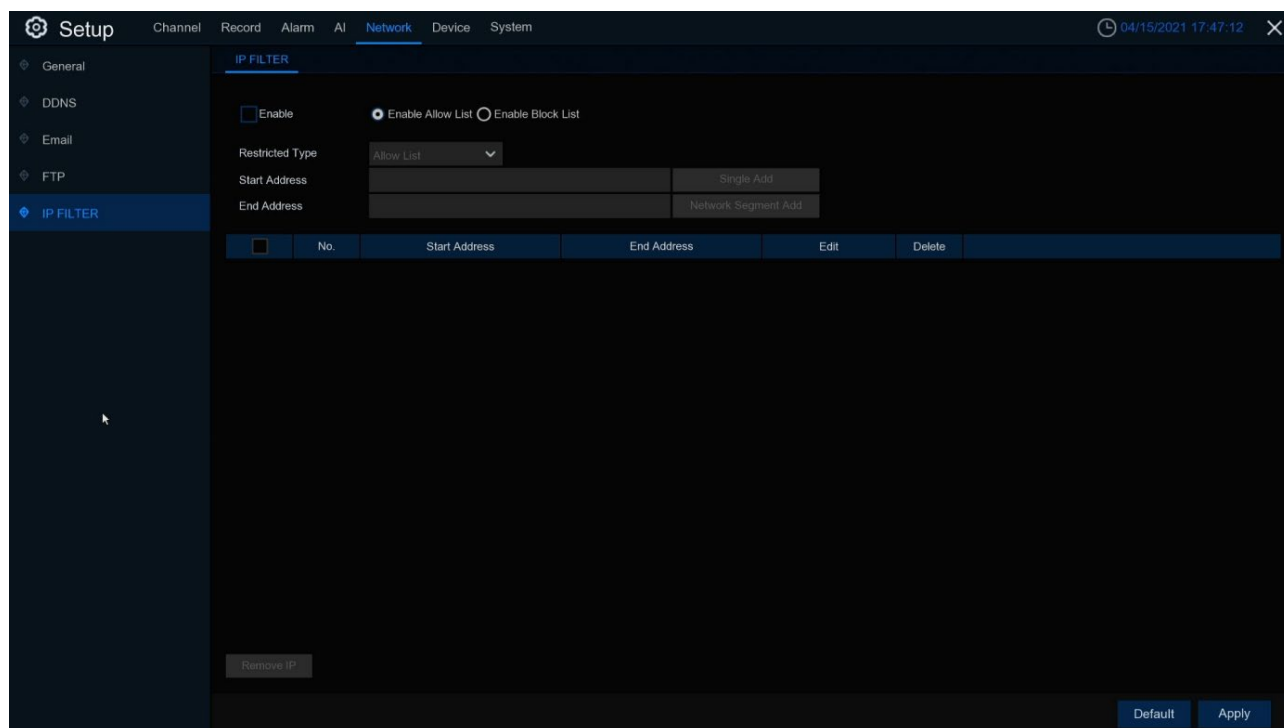 Setup Channel Record Alarm AI Network Device System 04/15/2021 17:47:12
General
DDNS
Email
FTP
IP FILTER
IP FILTER
Enable Enable Allow List Enable Block List
Restricted Type Allow List
Start Address Single Add
End Address Network Segment Add
No. Start Address End Address Edit Delete
Remove IP
Default Apply